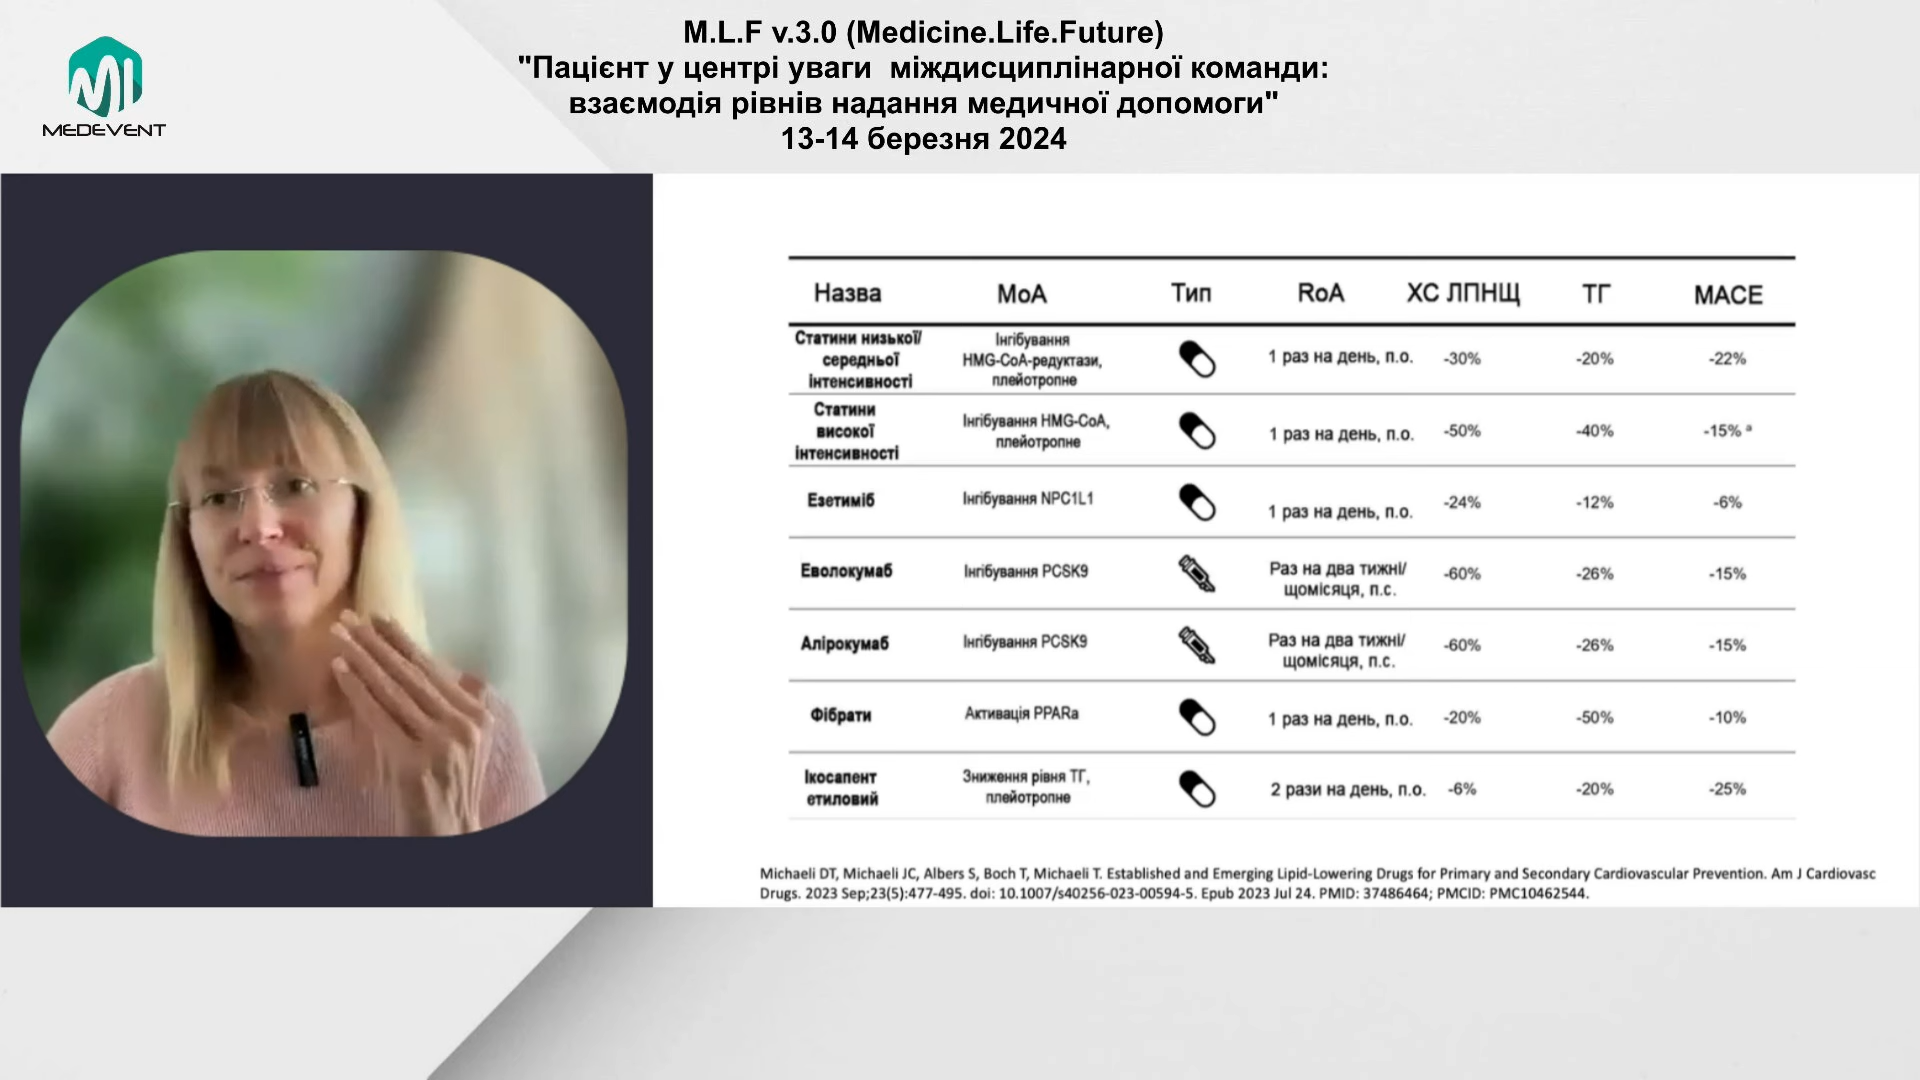 M.L.F v.3.0 (Medicine.Life.Future)
"Пацієнт у центрі уваги міждисциплінарної команди:
взаємодія рівнів надання медичної допомоги"
13-14 березня 2024
MEDEVENT
Назва MoA Тип RoA ХС ЛПНЩ ТГ MACE
Статини низької/
середньої
інтенсивності
Інгібування
HMG-CoA-редуктази,
плейотропне
1 раз на день, п.о. -30% -20% -22%
Статини
високої
інтенсивності
Інгібування HMG-CoA,
плейотропне
1 раз на день, п.о. -50% -40% -15% ª
Езетиміб Інгібування NPC1L1 1 раз на день, п.о. -24% -12% -6%
Еволокумаб Інгібування PCSK9
Раз на два тижні/
щомісяця, п.с.
-60% -26% -15%
Алірокумаб Інгібування PCSK9
Раз на два тижні/
щомісяця, п.с.
-60% -26% -15%
Фібрати Активація PPARa 1 раз на день, п.о. -20% -50% -10%
Ікосапент
етиловий
Зниження рівня ТГ,
плейотропне
2 рази на день, п.о. -6% -20% -25%
Michaeli DT, Michaeli JC, Albers S, Boch T, Michaeli T. Established and Emerging Lipid-Lowering Drugs for Primary and Secondary Cardiovascular Prevention. Am J Cardiovasc
Drugs. 2023 Sep;23(5):477-495. doi: 10.1007/s40256-023-00594-5. Epub 2023 Jul 24. PMID: 37486464; PMCID: PMC10462544.